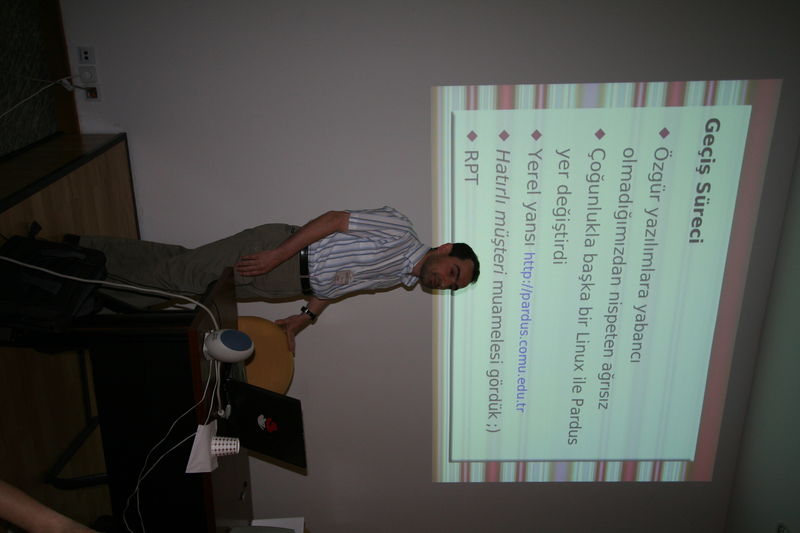 Geçiş Süreci
Özgür yazılımlara yabancı
olmadığımızdan nispeten ağrısız
Çoğunlukla başka bir Linux ile Pardus
yer değiştirdi
Yerel yansı http://pardus.comu.edu.tr
Hatırlı müşteri muamelesi gördük ;)
RPT